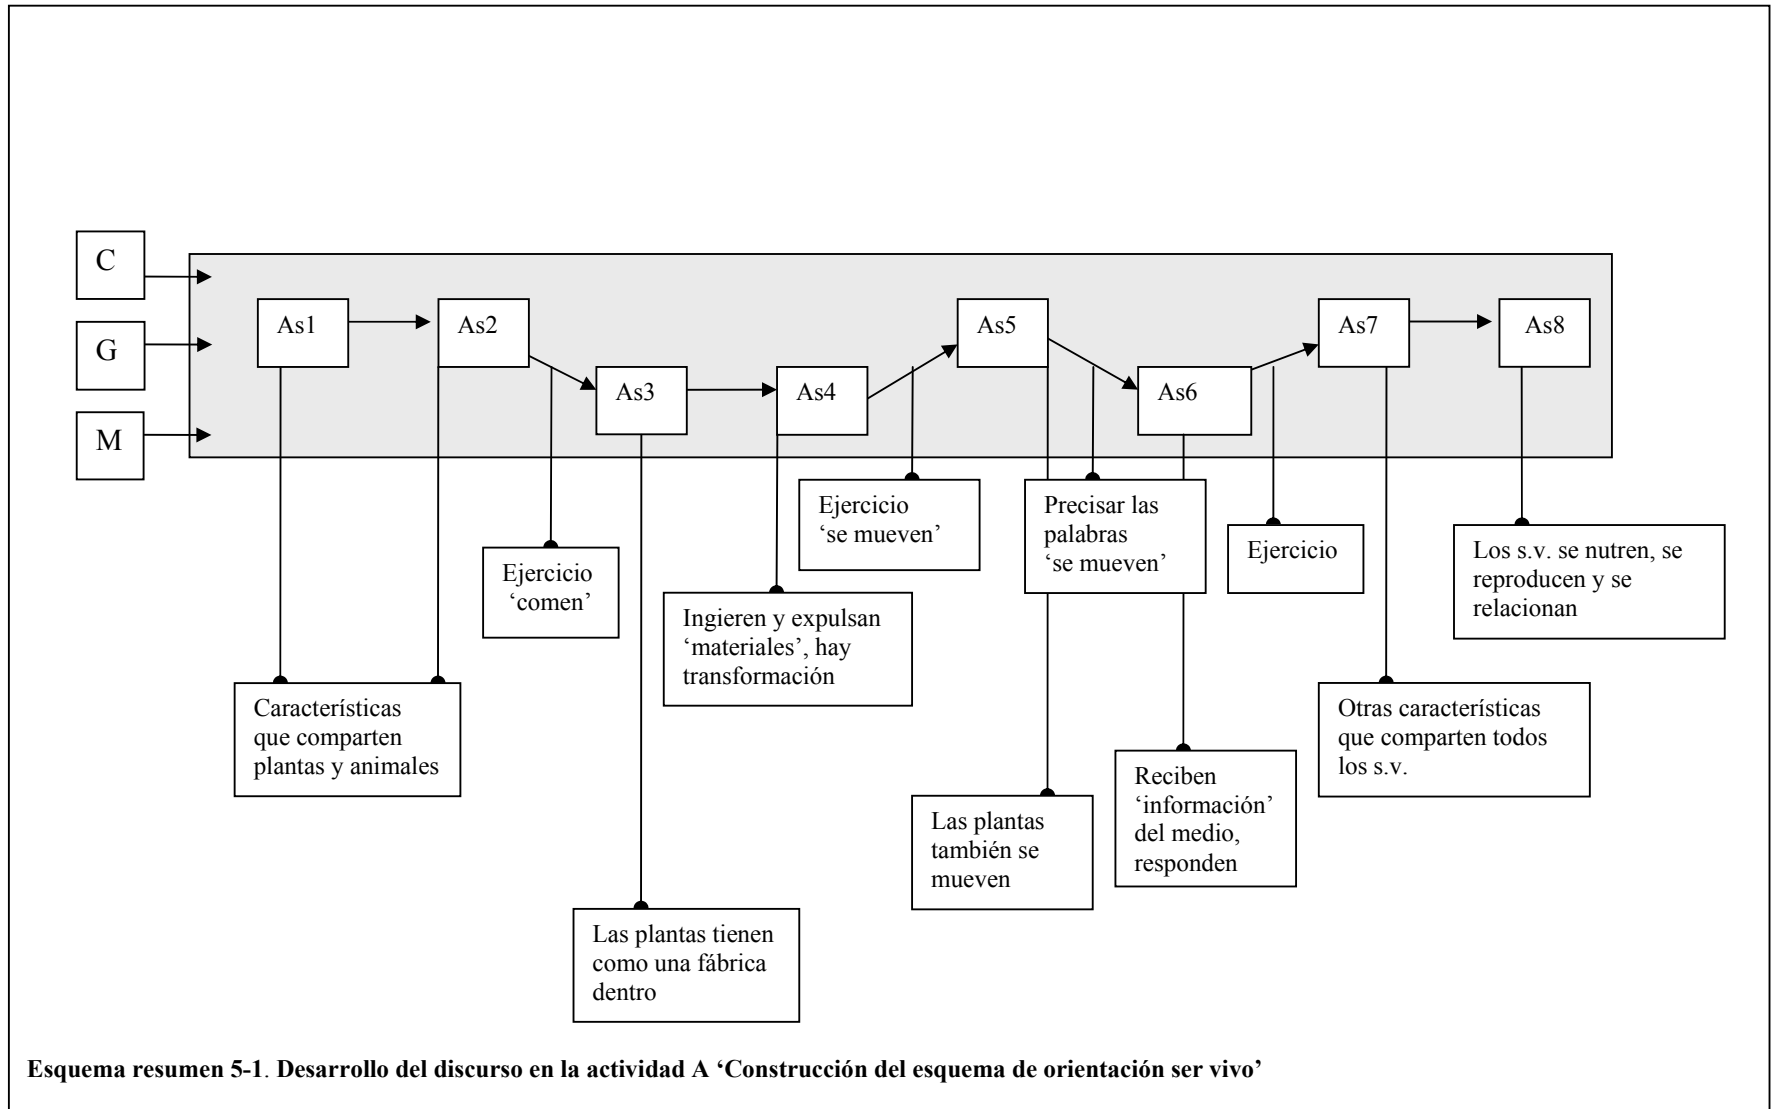 C
G
M
As1
As2
As3
As4
As5
As6
As7
As8
Ejercicio
‘se mueven’
Precisar las
palabras
‘se mueven’
Ejercicio
Los s.v. se nutren, se
reproducen y se
relacionan
Ejercicio
‘comen’
Ingieren y expulsan
‘materiales’, hay
transformación
Características
que comparten
plantas y animales
Otras características
que comparten todos
los s.v.
Reciben
‘información’
del medio,
responden
Las plantas
también se
mueven
Las plantas tienen
como una fábrica
dentro
Esquema resumen 5-1. Desarrollo del discurso en la actividad A ‘Construcción del esquema de orientación ser vivo’